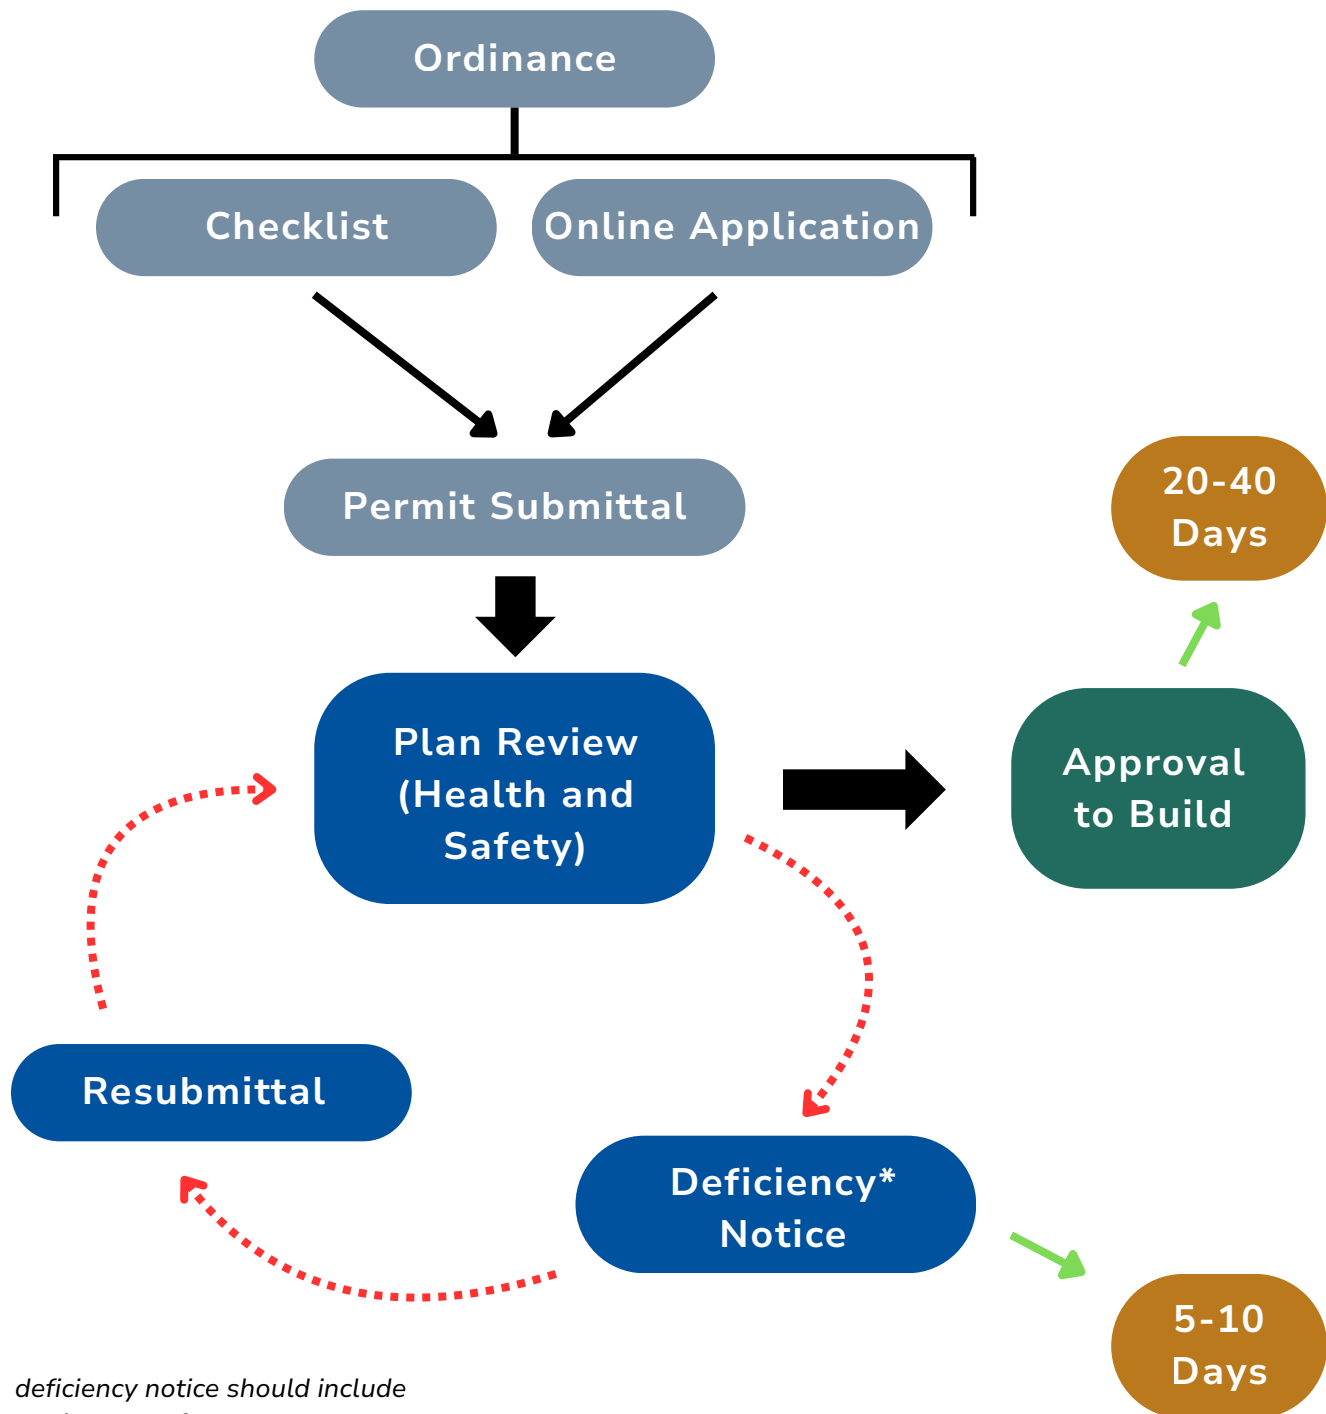 Ordinance
Checklist
Online Application
Permit Submittal
20-40
Days
Plan Review
(Health and
Safety)
Approval
to Build
Resubmittal
Deficiency*
Notice
5-10
Days
deficiency notice should include